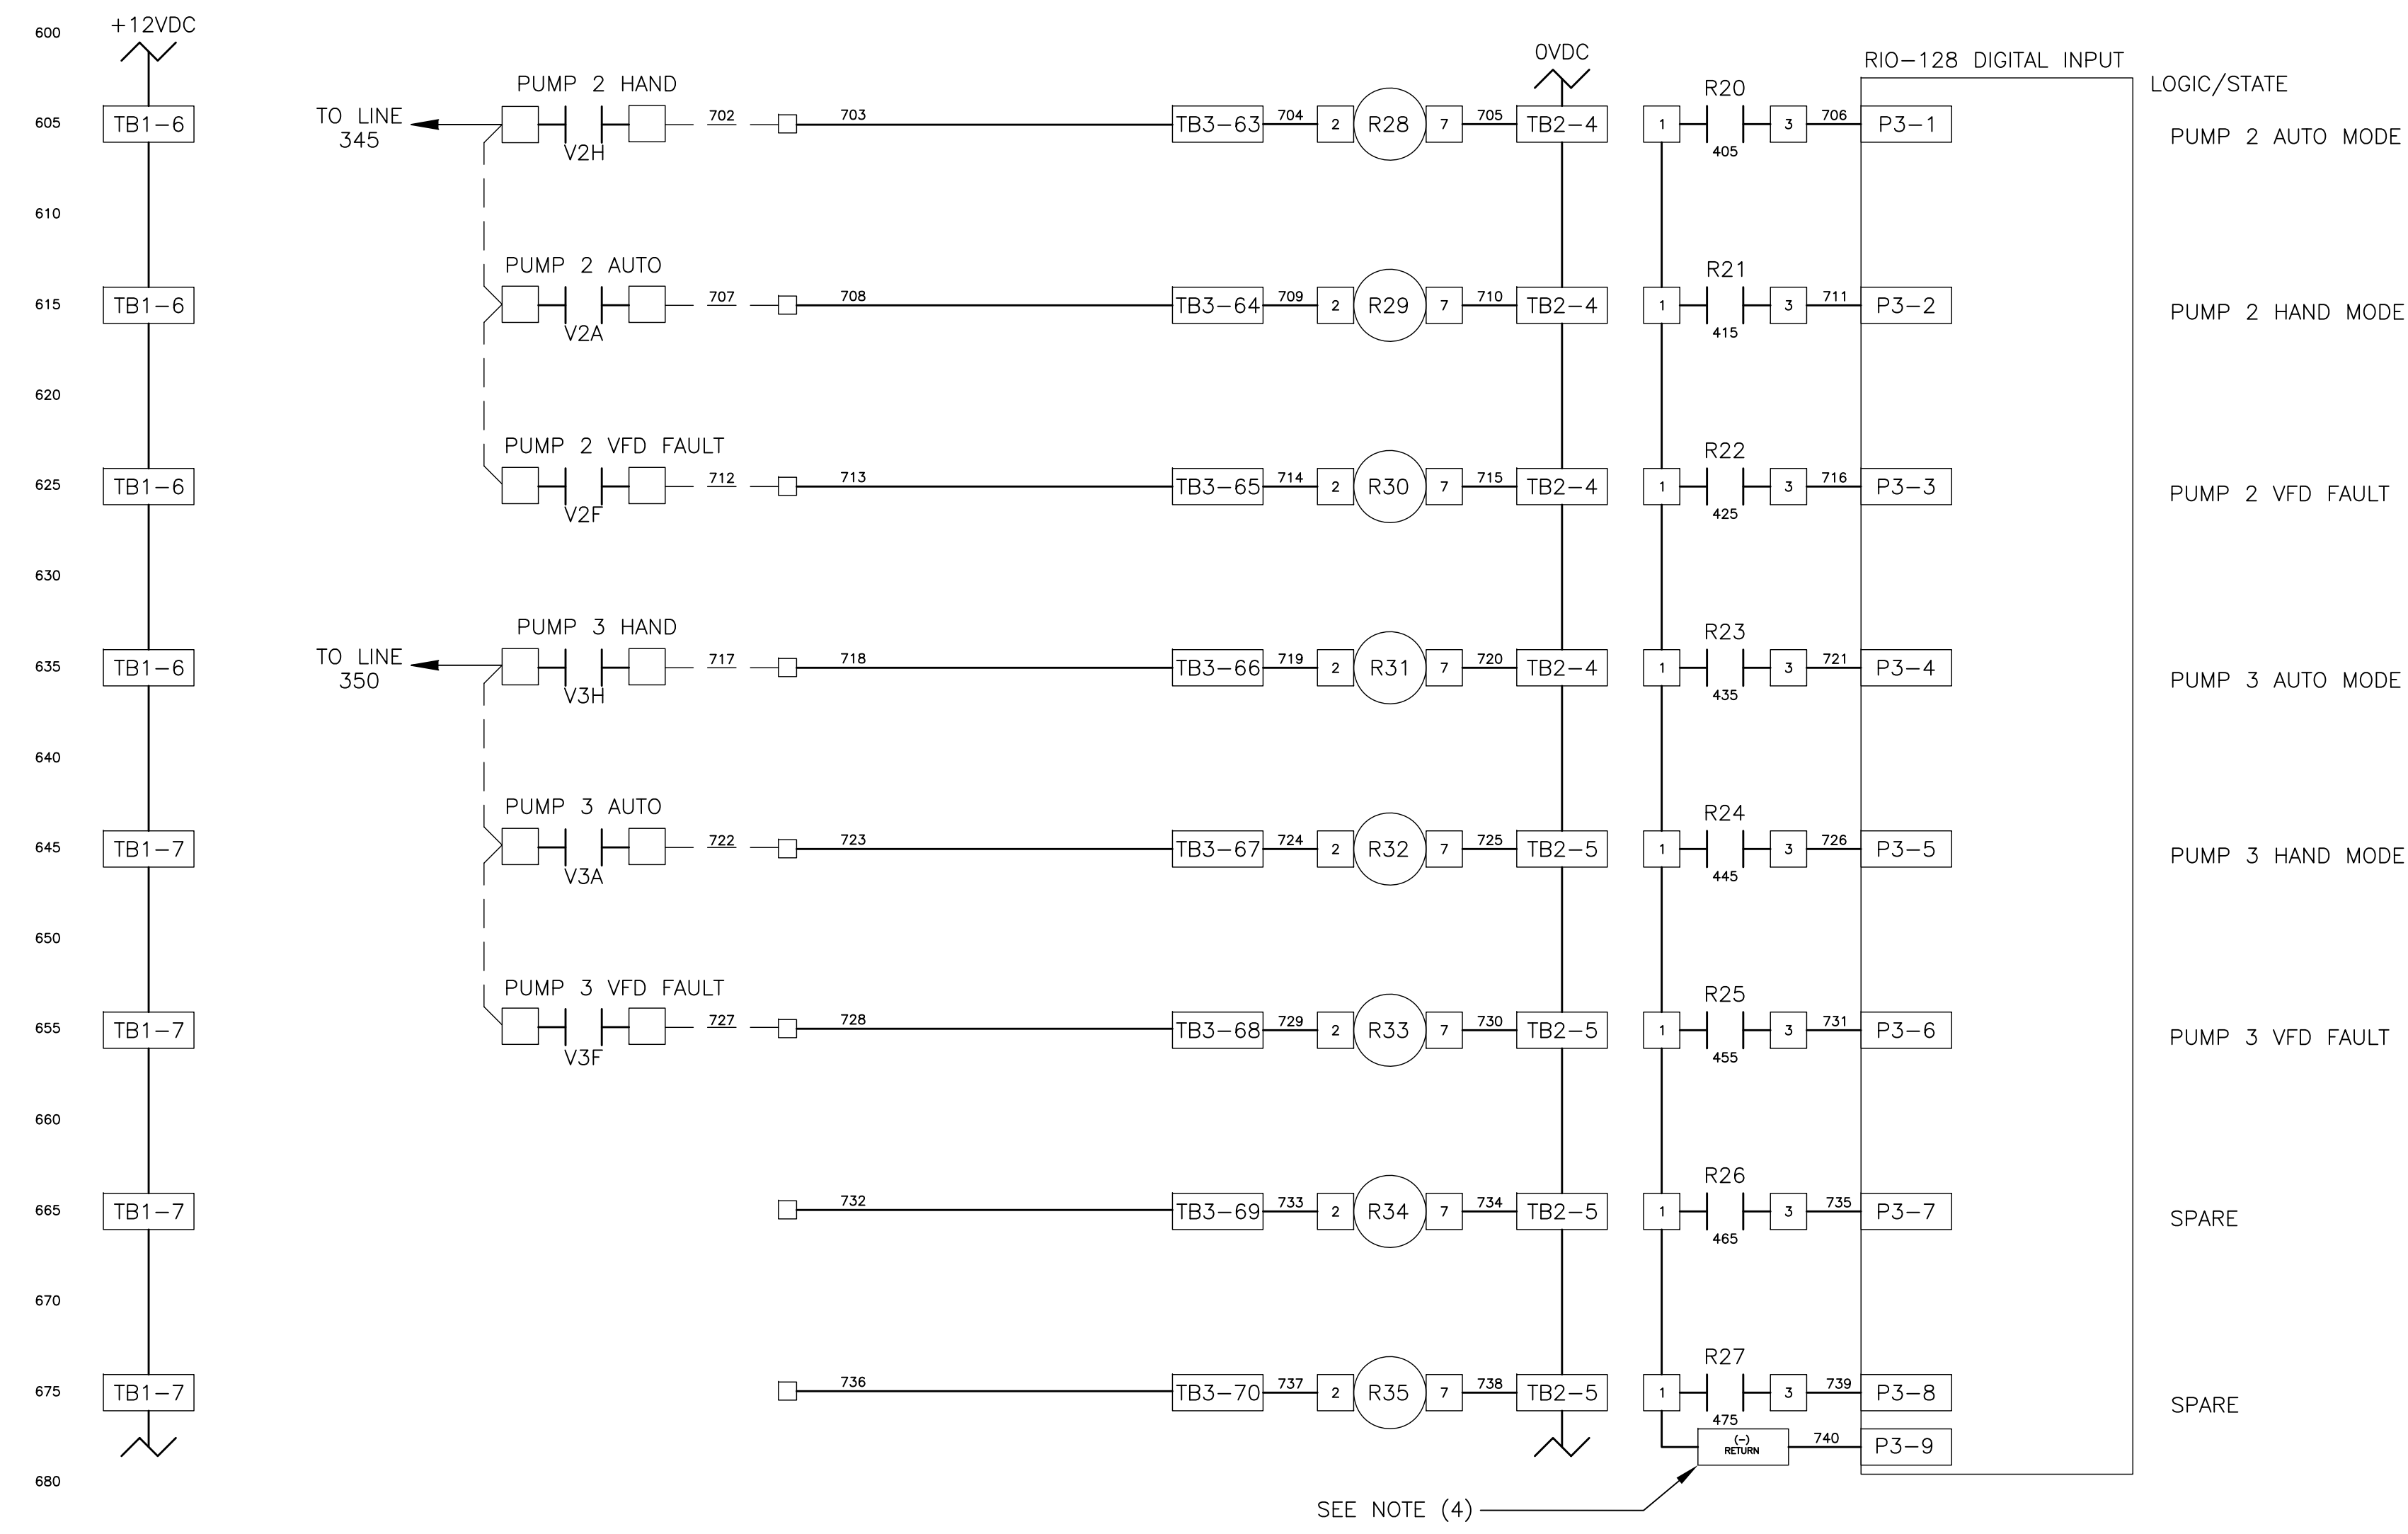 600 +12VDC
0VDC
RIO-128 DIGITAL INPUT
LOGIC/STATE
PUMP 2 HAND
R20
605 TB1-6 TO LINE 702 703 TB3-63 704 2 R28 7 705 TB2-4 1 3 706 P3-1
345
V2H
405
PUMP 2 AUTO MODE
610
PUMP 2 AUTO
R21
615 TB1-6 707 708 TB3-64 709 2 R29 7 710 TB2-4 1 3 711 P3-2 PUMP 2 HAND MODE
V2A
415
620
PUMP 2 VFD FAULT
R22
625 TB1-6 712 713 TB3-65 714 2 R30 7 715 TB2-4 1 3 716 P3-3 PUMP 2 VFD FAULT
V2F
425
630
PUMP 3 HAND
R23
635 TB1-6 TO LINE 717 718 TB3-66 719 2 R31 7 720 TB2-4 1 3 721 P3-4
350
V3H
435
PUMP 3 AUTO MODE
640
PUMP 3 AUTO
R24
645 TB1-7 722 723 TB3-67 724 2 R32 7 725 TB2-5 1 3 726 P3-5 PUMP 3 HAND MODE
V3A
445
650
PUMP 3 VFD FAULT
R25
655 TB1-7 727 728 TB3-68 729 2 R33 7 730 TB2-5 1 3 731 P3-6 PUMP 3 VFD FAULT
V3F
455
660
R26
665 TB1-7 732 TB3-69 733 2 R34 7 734 TB2-5 1 3 735 P3-7 SPARE
465
670
R27
675 TB1-7 736 TB3-70 737 2 R35 7 738 TB2-5 1 3 739 P3-8 SPARE
475
(-)
RETURN
740 P3-9
680
SEE NOTE (4)